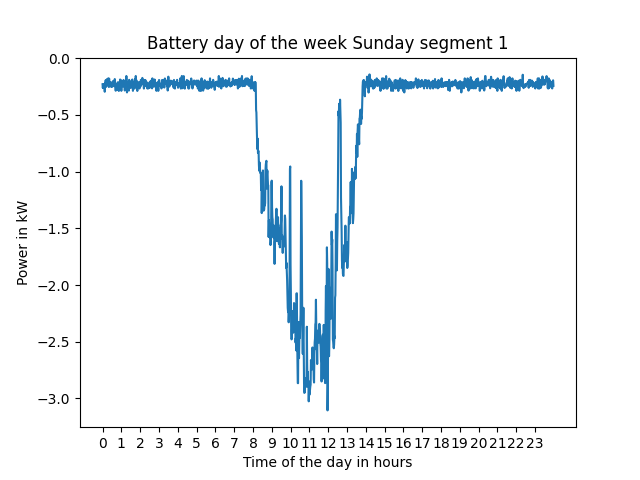 Battery day of the week Sunday segment 1
0.0
−0.5
−1.0
−1.5
−2.0
−2.5
−3.0
Power in kW
0 1 2 3 4 5 6 7 8 9 10 11 12 13 14 15 16 17 18 19 20 21 22 23
Time of the day in hours